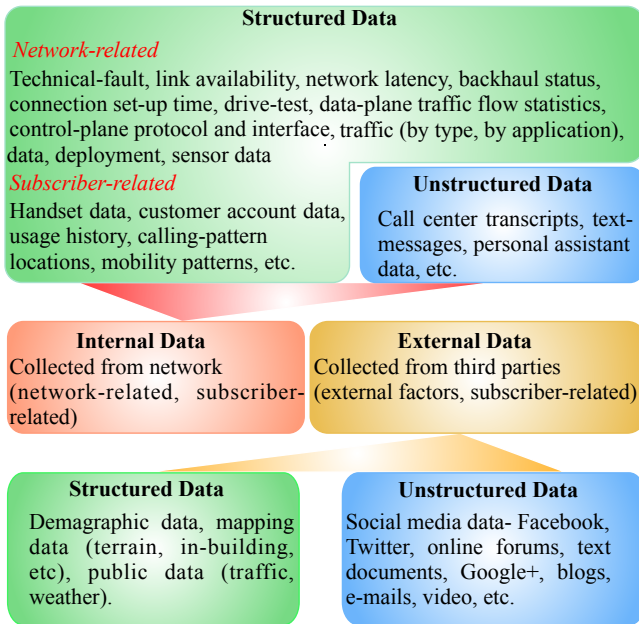 Structured Data
Network-related
Technical-fault, link availability, network latency, backhaul status,
connection set-up time, drive-test, data-plane traffic flow statistics,
control-plane protocol and interface, traffic (by type, by application),
data, deployment, sensor data
Subscriber-related
Handset data, customer account data,
usage history, calling-pattern
locations, mobility patterns, etc.
Unstructured Data
Call center transcripts, text-
messages, personal assistant
data, etc.
Internal Data
Collected from network
(network-related, subscriber-
related)
External Data
Collected from third parties
(external factors, subscriber-related)
Structured Data
Demagraphic data, mapping
data (terrain, in-building,
etc), public data (traffic,
weather).
Unstructured Data
Social media data- Facebook,
Twitter, online forums, text
documents, Google+, blogs,
e-mails, video, etc.